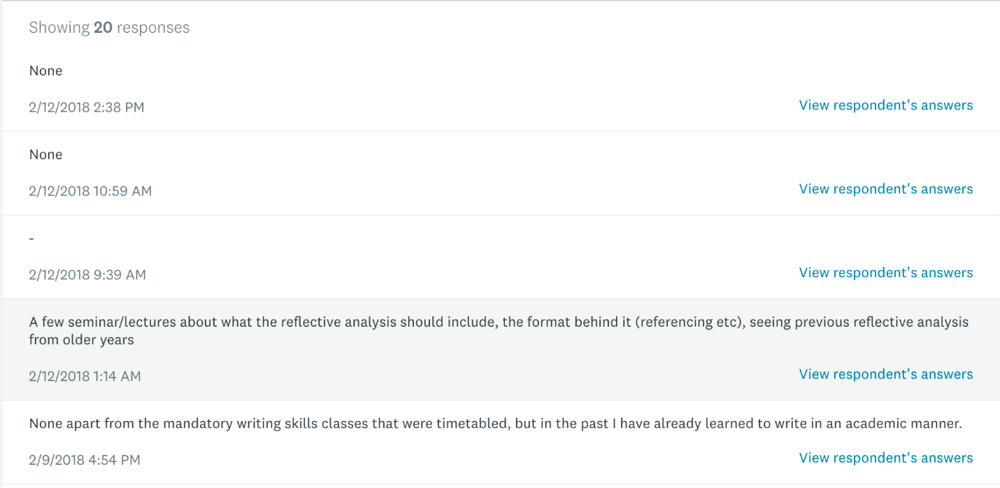 Showing 20 responses
None
2/12/2018 2:38 PM
View respondent's answers
None
2/12/2018 10:59 AM
View respondent's answers
-
2/12/2018 9:39 AM
View respondent's answers
A few seminar/lectures about what the reflective analysis should include, the format behind it (referencing etc), seeing previous reflective analysis
from older years
2/12/2018 1:14 AM
View respondent's answers
None apart from the mandatory writing skills classes that were timetabled, but in the past I have already learned to write in an academic manner.
2/9/2018 4:54 PM
View respondent's answers